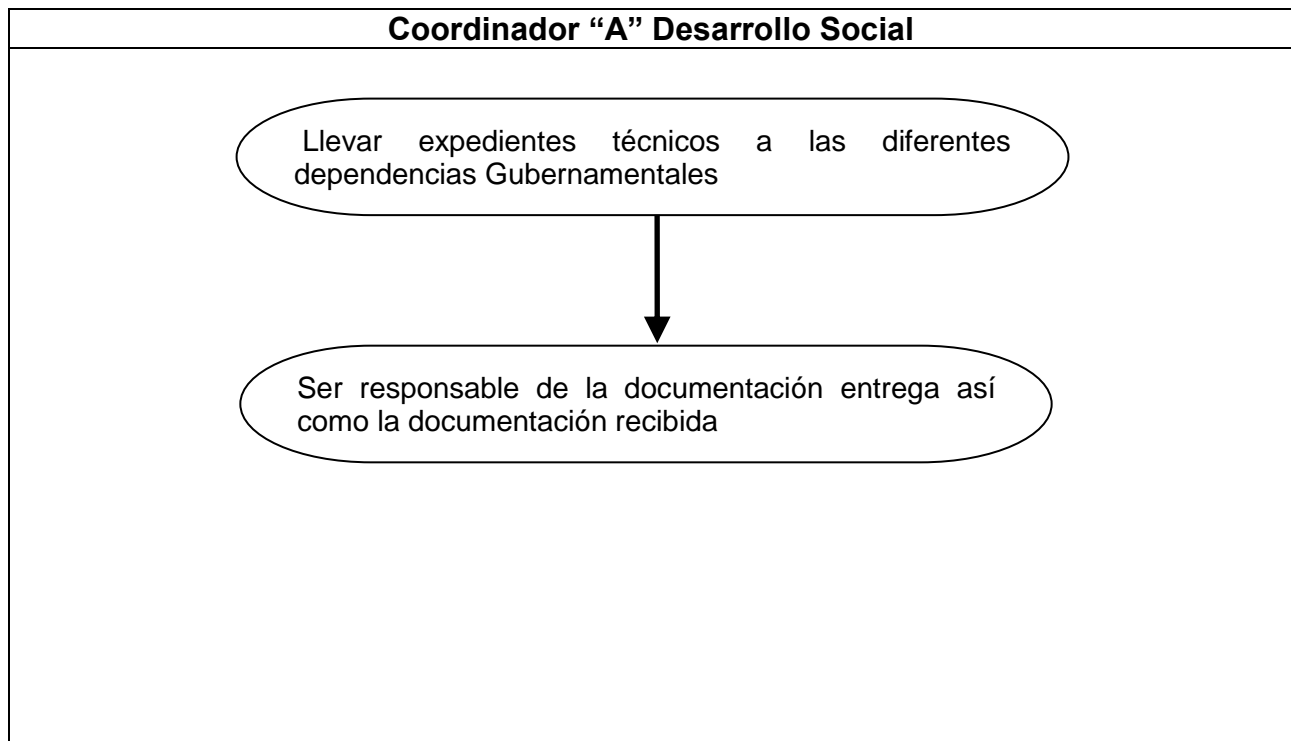 Coordinador “A” Desarrollo Social
Llevar expedientes técnicos a las diferentes
dependencias Gubernamentales
Ser responsable de la documentación entrega así
como la documentación recibida